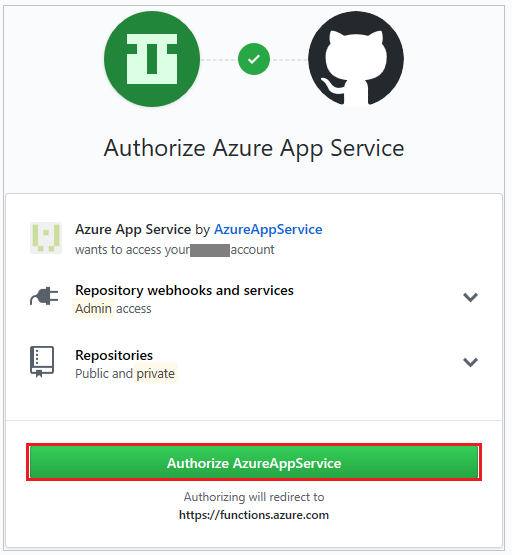 Authorize Azure App Service
Azure App Service by AzureAppService
wants to access your account
Repository webhooks and services
Admin access
Repositories
Public and private
Authorize AzureAppService
Authorizing will redirect to
https://functions.azure.com